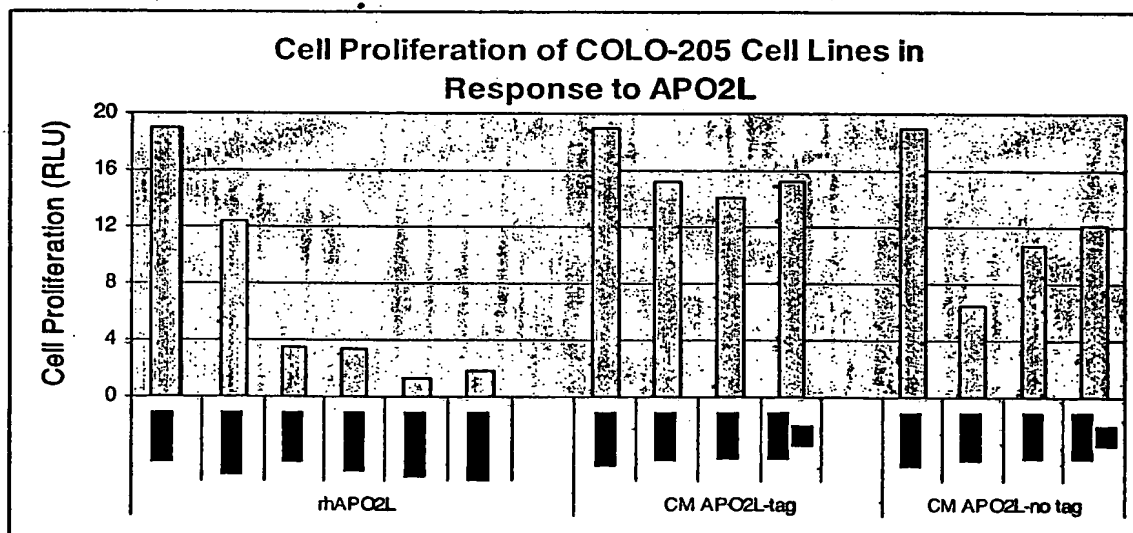 Cell Proliferation of COLO-205 Cell Lines in
Response to APO2L
Cell Proliferation (RLU)
20
16
12
8
4
0
rhAPO2L
CM APO2L-tag
CM APO2L-no tag